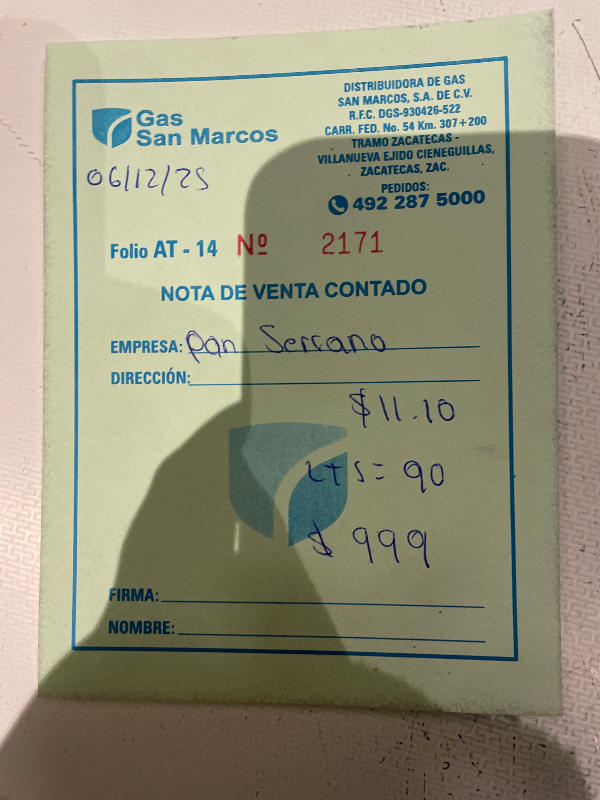 Gas
San Marcos
DISTRIBUIDORA DE GAS
SAN MARCOS, S.A. DE C.V.
R.F.C. DGS-930426-522
CARR. FED. No. 54 Km. 307+200
TRAMO ZACATECAS -
VILLANUEVA EJIDO CIENEGUILLAS,
ZACATECAS, ZAC.
PEDIDOS:
492 287 5000
06/12/25
Folio AT - 14 Nº 2171
NOTA DE VENTA CONTADO
EMPRESA: Pan Serrano
DIRECCIÓN:
$11.10
LTS= 90
$ 999
FIRMA:
NOMBRE: